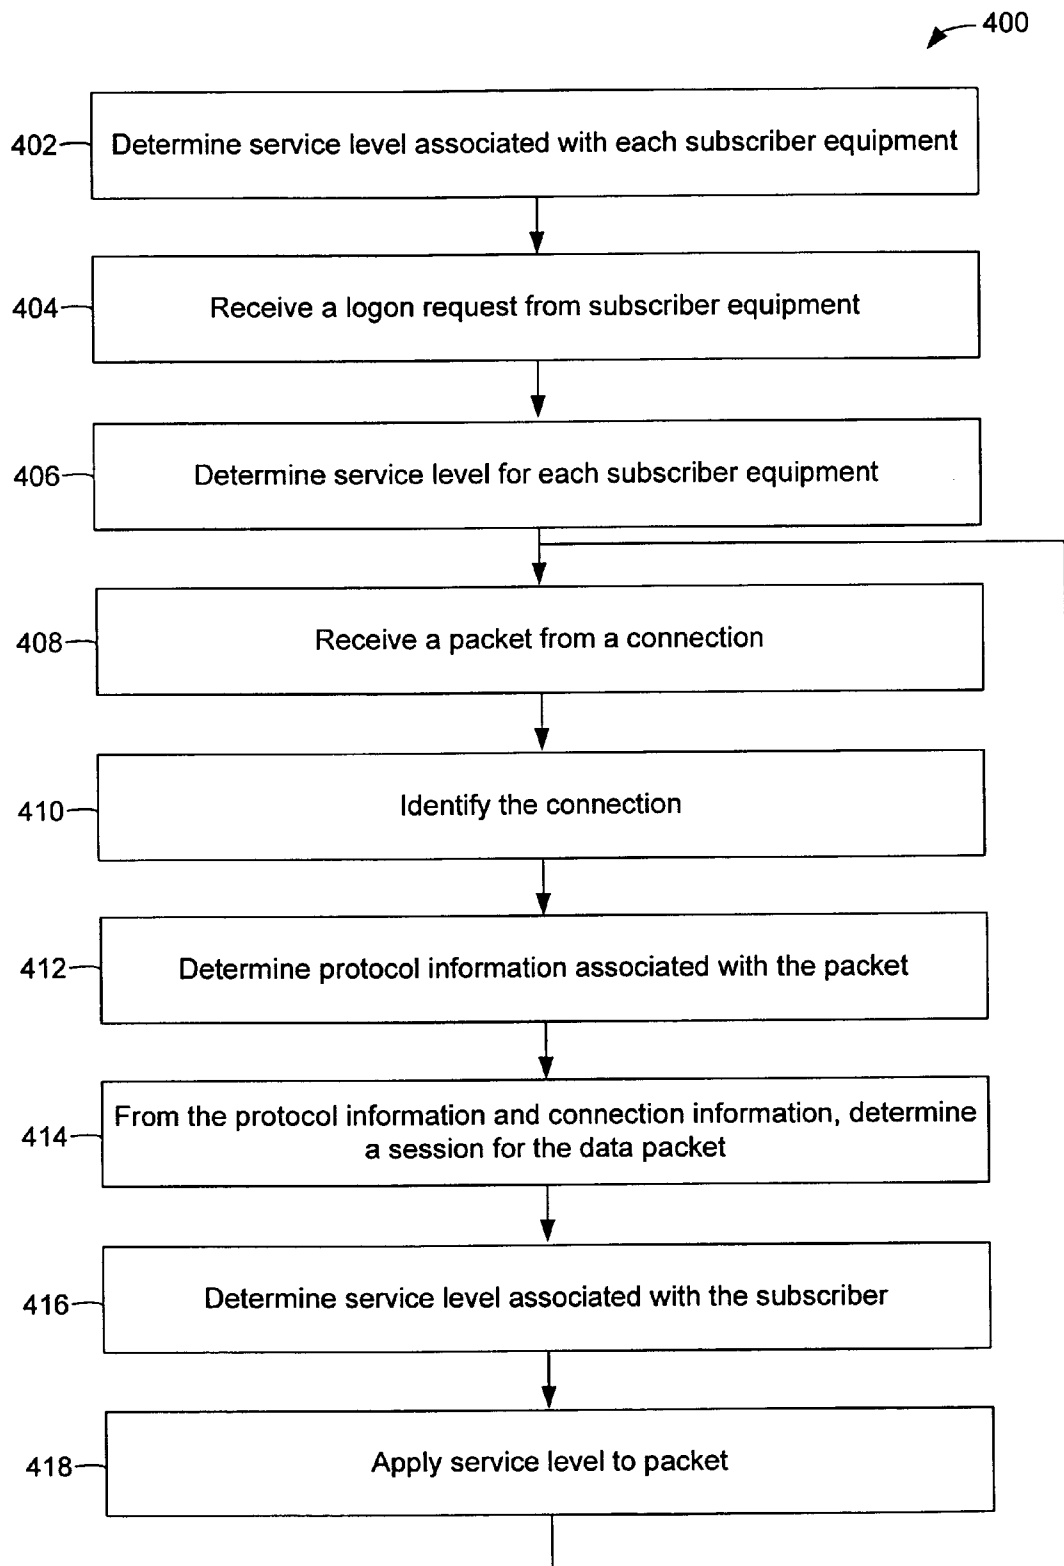 400
402
Determine service level associated with each subscriber equipment
404
Receive a logon request from subscriber equipment
406
Determine service level for each subscriber equipment
408
Receive a packet from a connection
410
Identify the connection
412
Determine protocol information associated with the packet
414
From the protocol information and connection information, determine
a session for the data packet
416
Determine service level associated with the subscriber
418
Apply service level to packet